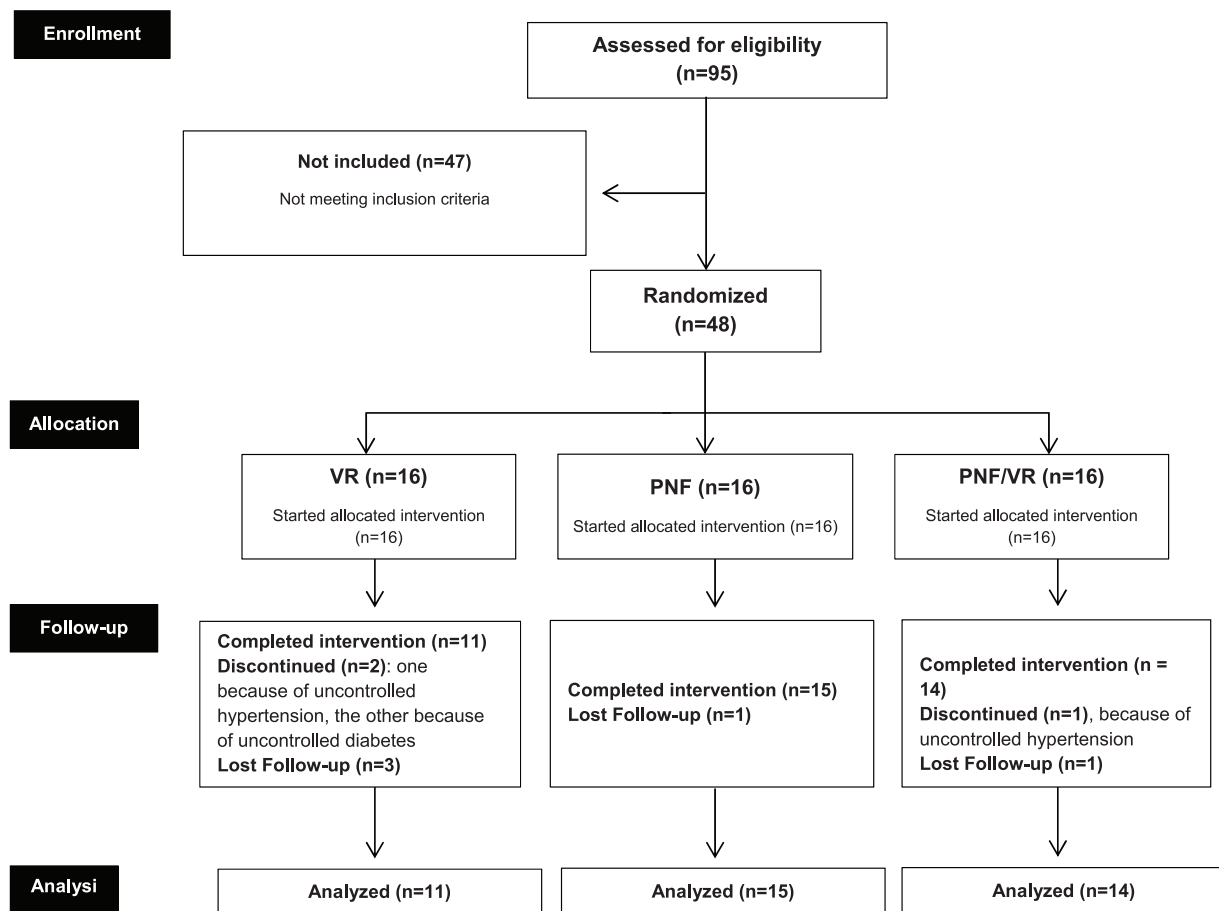 Enrollment
Assessed for eligibility
(n=95)
Not included (n=47)
Not meeting inclusion criteria
Randomized
(n=48)
Allocation
VR (n=16)
Started allocated intervention
(n=16)
PNF (n=16)
Started allocated intervention (n=16)
PNF/VR (n=16)
Started allocated intervention
(n=16)
Follow-up
Completed intervention (n=11)
Discontinued (n=2): one
because of uncontrolled
hypertension, the other because
of uncontrolled diabetes
Lost Follow-up (n=3)
Completed intervention (n=15)
Lost Follow-up (n=1)
Completed intervention (n =
14)
Discontinued (n=1), because of
uncontrolled hypertension
Lost Follow-up (n=1)
Analysi
Analyzed (n=11)
Analyzed (n=15)
Analyzed (n=14)